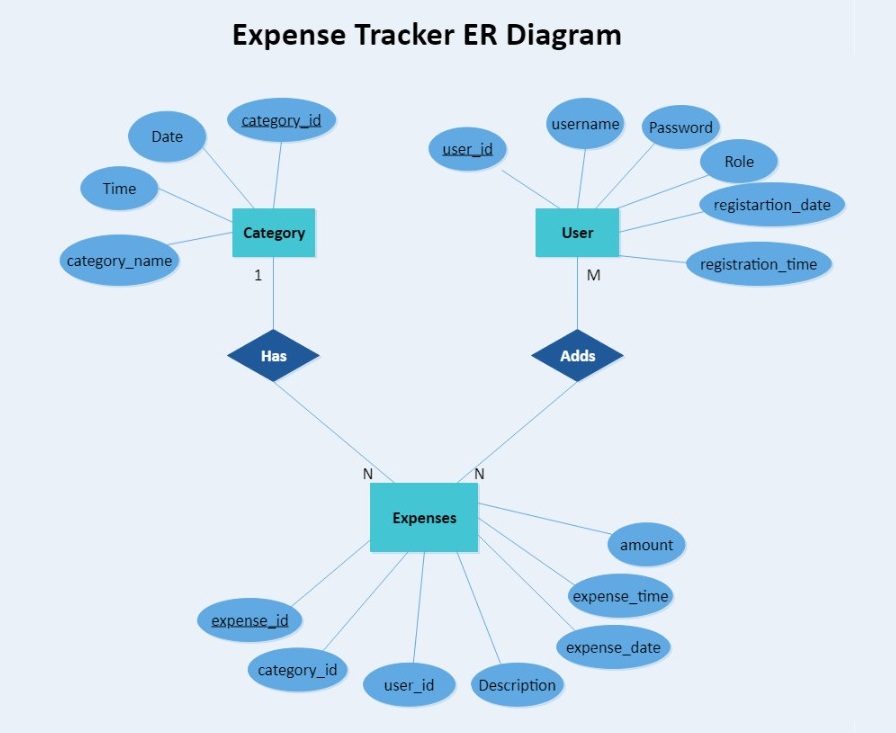 Expense Tracker ER Diagram
category_id
Date
Time
category_name
Category
1
username
user_id
Password
Role
registartion_date
registration_time
User
M
Has
Adds
N
N
Expenses
amount
expense_time
expense_date
expense_id
category_id
user_id
Description